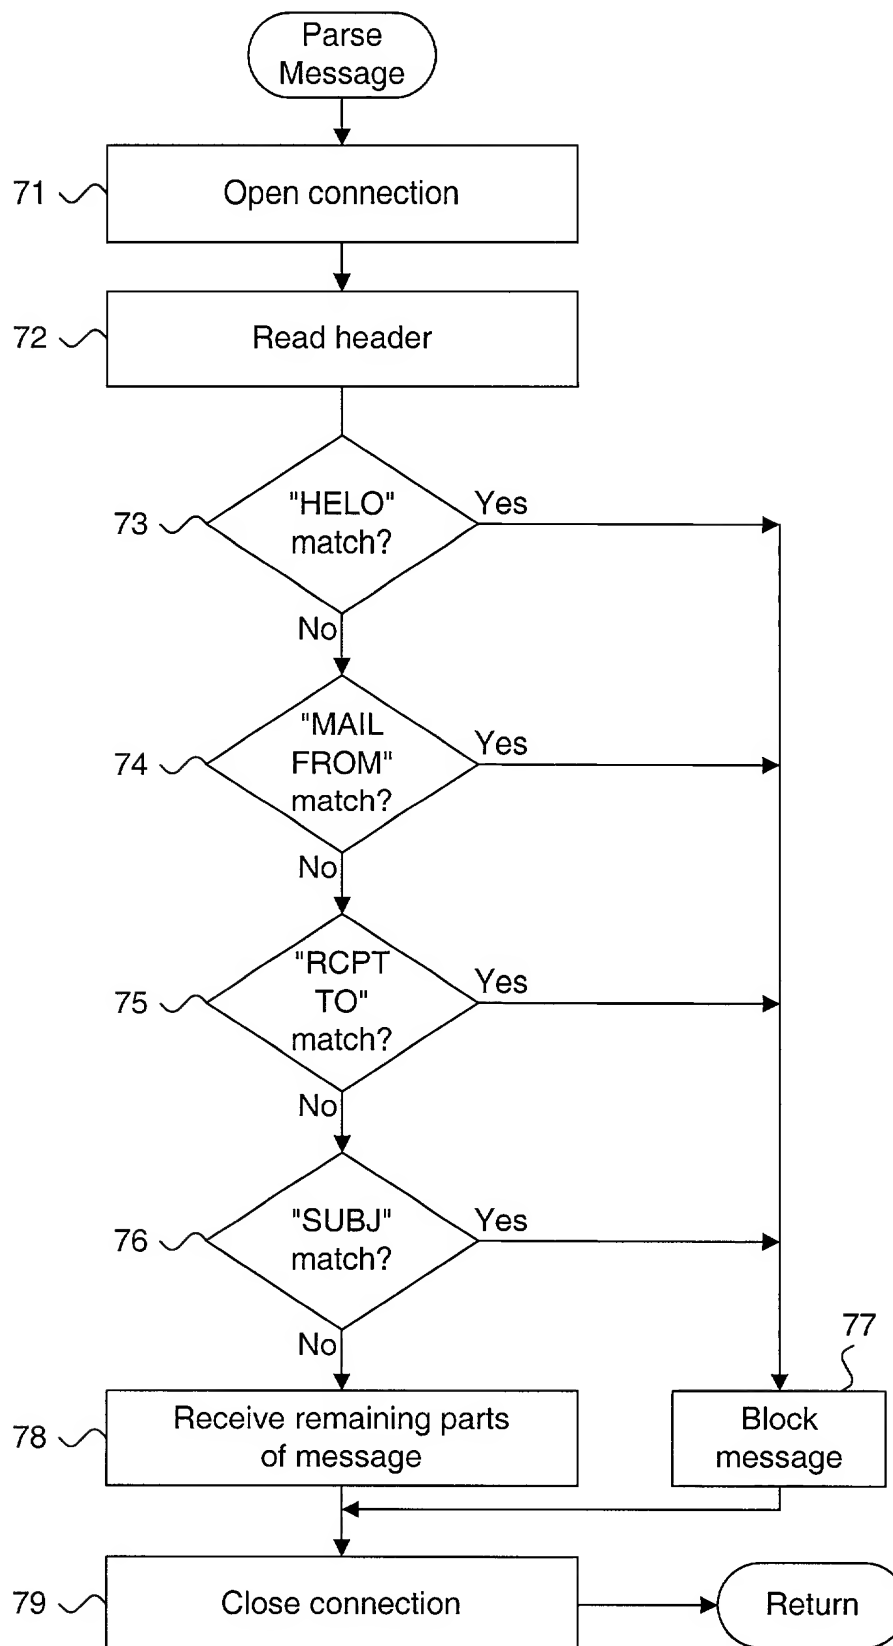 Parse
Message
71
Open connection
72
Read header
73
"HELO"
match?
Yes
No
74
"MAIL
FROM"
match?
Yes
No
75
"RCPT
TO"
match?
Yes
No
76
"SUBJ"
match?
Yes
No
77
78
Receive remaining parts
of message
Block
message
79
Close connection
Return